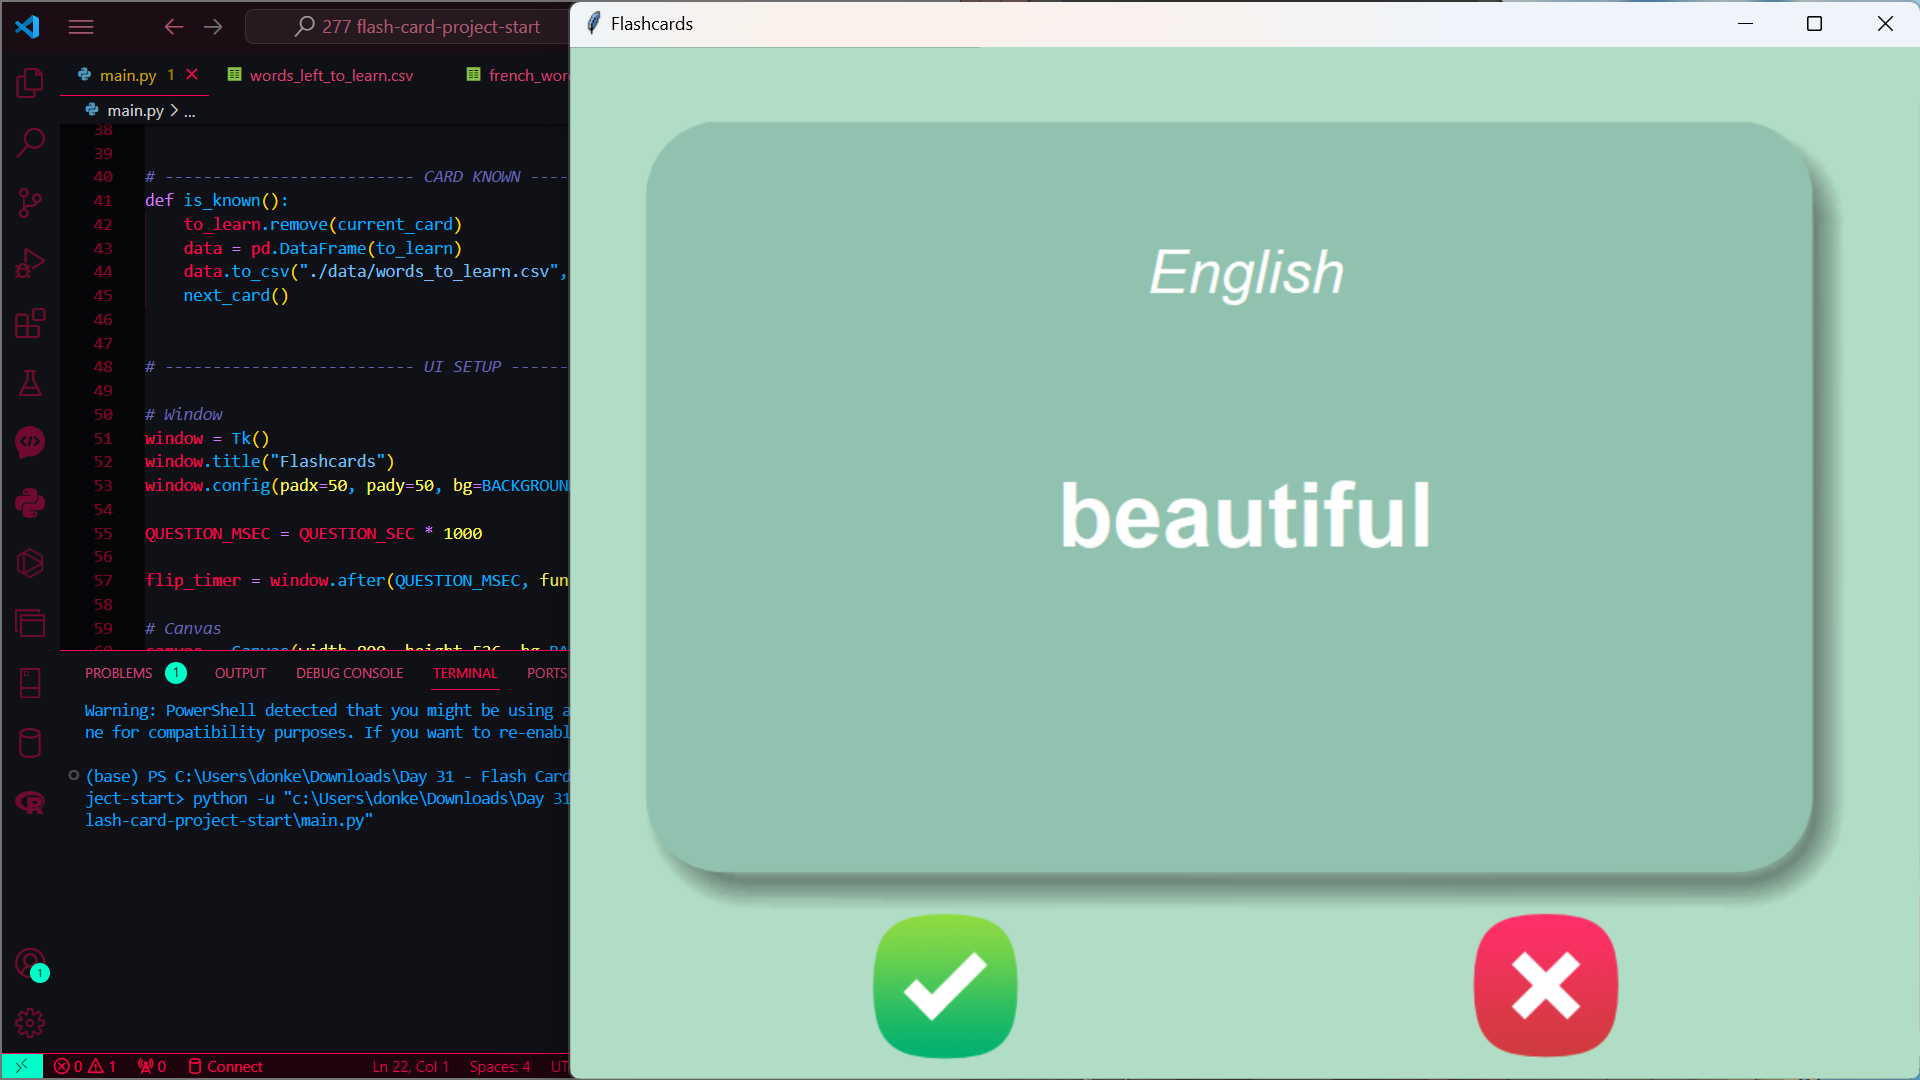 277 flash-card-project-start
main.py 1
words_left_to_learn.csv
french_wor
main.py > ...
38
39
40 # -------------------------- CARD KNOWN ----
41 def is_known():
42 to_learn.remove(current_card)
43 data = pd.DataFrame(to_learn)
44 data.to_csv("./data/words_to_learn.csv",
45 next_card()
46
47
48 # -------------------------- UI SETUP ------
49
50 # Window
51 window = Tk()
52 window.title("Flashcards")
53 window.config(padx=50, pady=50, bg=BACKGROUN
54
55 QUESTION_MSEC = QUESTION_SEC * 1000
56
57 flip_timer = window.after(QUESTION_MSEC, fun
58
59 # Canvas
PROBLEMS 1 OUTPUT DEBUG CONSOLE TERMINAL PORTS
Warning: PowerShell detected that you might be using a
ne for compatibility purposes. If you want to re-enabl
(base) PS C:\Users\donke\Downloads\Day 31 - Flash Card
ject-start> python -u "c:\Users\donke\Downloads\Day 31
lash-card-project-start\main.py"
1
0 1 0 Connect Ln 22, Col 1 Spaces: 4 UT
Flashcards
English
beautiful